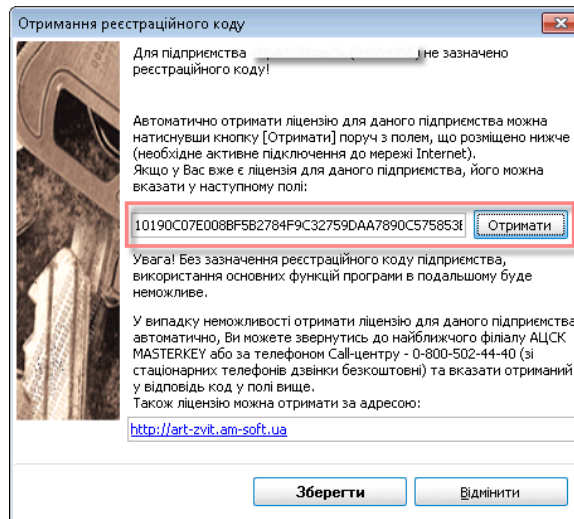 Отримання реєстраційного коду
Для підприємства не зазначено
реєстраційного коду!
Автоматично отримати ліцензію для даного підприємства можна
натиснувши кнопку [Отримати] поруч з полем, що розміщено нижче
(необхідне активне підключення до мережі Internet).
Якщо у Вас вже є ліцензія для даного підприємства, його можна
вказати у наступному полі:
10190C07E008BF5B2784F9C32759DAA7890C575853E Отримати
Увага! Без зазначення реєстраційного коду підприємства,
використання основних функцій програми в подальшому буде
неможливе.
У випадку неможливості отримати ліцензію для даного підприємства
автоматично, Ви можете звернутись до найближчого філіалу АЦСК
MASTERKEY або за телефоном Call-центру - 0-800-502-44-40 (зі
стаціонарних телефонів дзвінки безкоштовні) та вказати отриманий
у відповідь код у полі вище.
Також ліцензію можна отримати за адресою:
http://art-zvit.am-soft.ua
Зберегти Відмінити